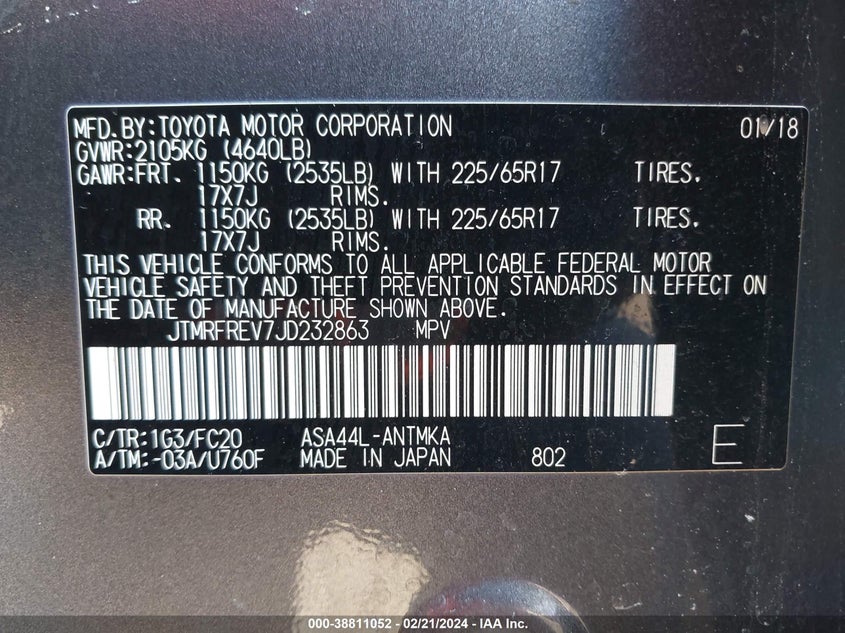 MFD.BY:TOYOTA MOTOR CORPORATION 01/18
GVWR:2105KG (4640LB)
GAWR:FRT. 1150KG (2535LB) WITH 225/65R17 TIRES.
17X7J RIMS.
RR. 1150KG (2535LB) WITH 225/65R17 TIRES.
17X7J RIMS.
THIS VEHICLE CONFORMS TO ALL APPLICABLE FEDERAL MOTOR
VEHICLE SAFETY AND THEFT PREVENTION STANDARDS IN EFFECT ON
THE DATE OF MANUFACTURE SHOWN ABOVE.
JTMRFREV7JD232863 MPV
C/TR:1G3/FC20 ASA44L-ANTMKA
A/TM:-03A/U760F MADE IN JAPAN 802 E
000-38811052 - 02/21/2024 - IAA Inc.